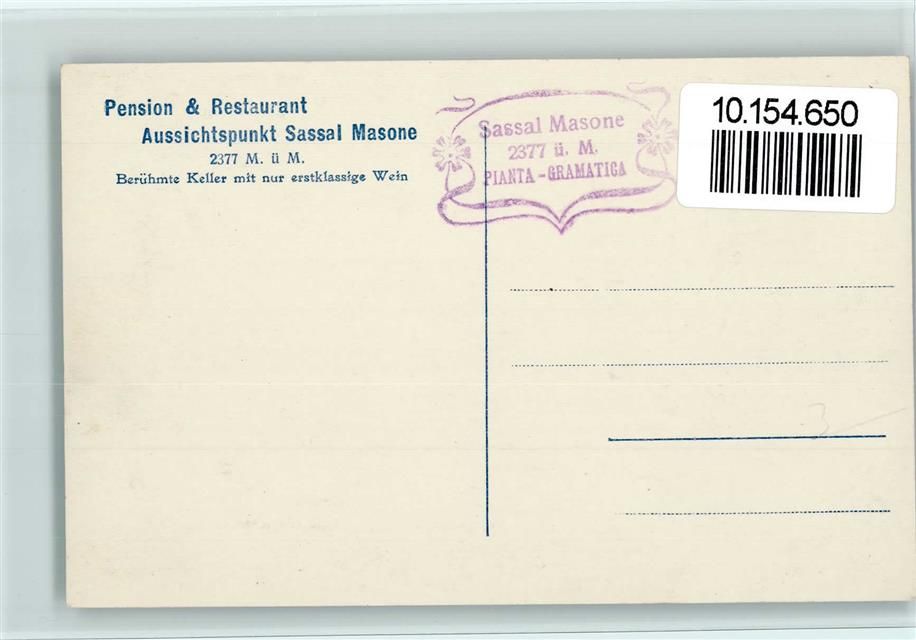 Pension & Restaurant
Aussichtspunkt Sassal Masone
2377 M. ü M.
Berühmte Keller mit nur erstklassige Wein
Sassal Masone
2377 ü. M.
PIANTA-GRAMATICA
10.154.650
3